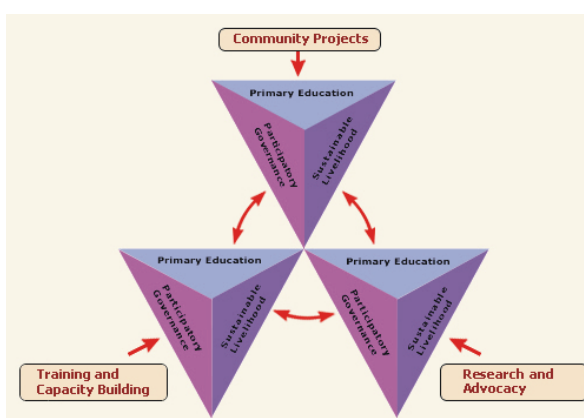 Community Projects
Primary Education
Participatory
Governance
Sustainable
Livelihood
Primary Education
Participatory
Governance
Sustainable
Livelihood
Primary Education
Participatory
Governance
Sustainable
Livelihood
Training and
Capacity Building
Research and
Advocacy